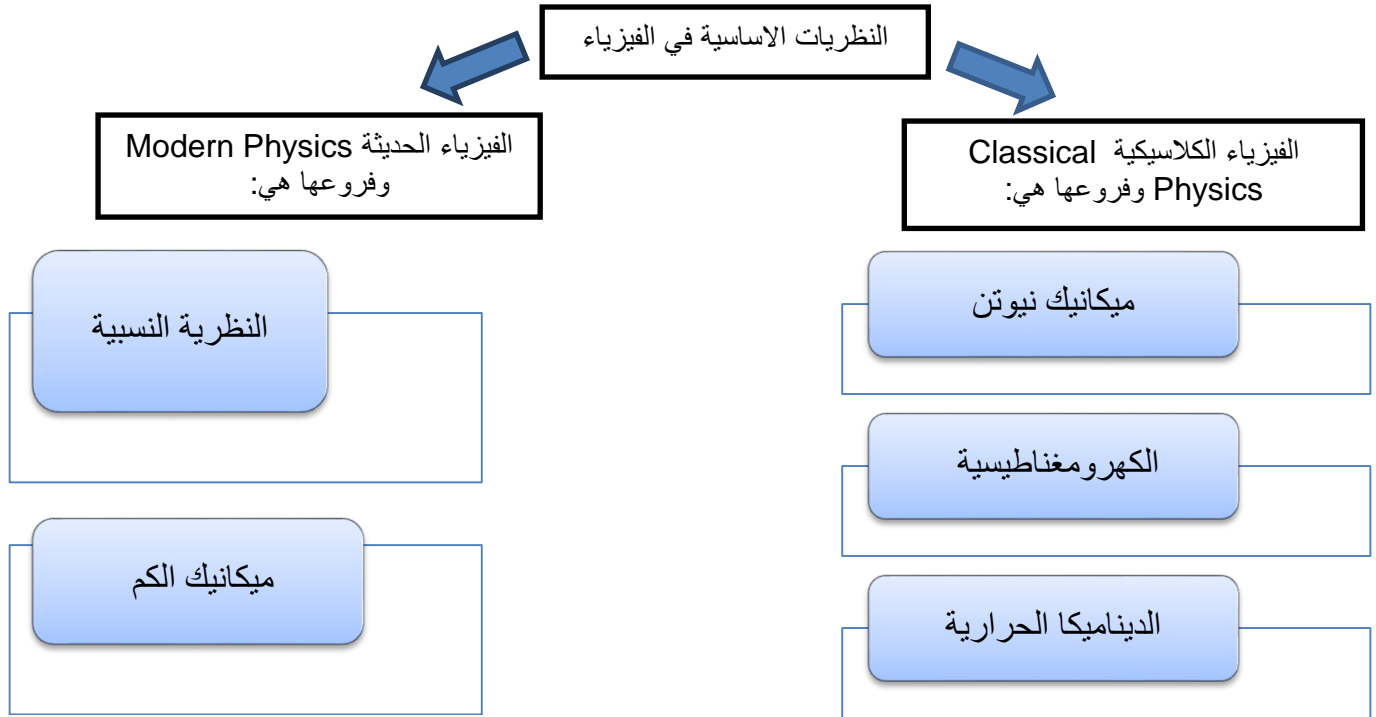 النظريات الاساسية في الفيزياء
الفيزياء الكلاسيكية Classical
Physics وفروعها هي:
ميكانيك نيوتن
الكهرومغناطيسية
الديناميكا الحرارية
الفيزياء الحديثة Modern Physics
وفروعها هي:
النظرية النسبية
ميكانيك الكم